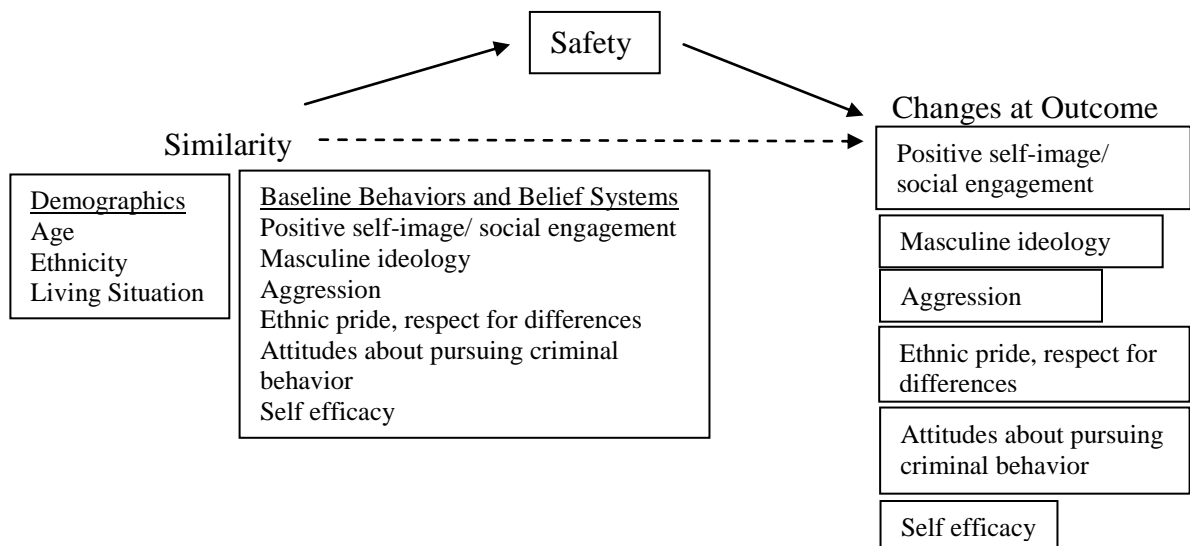 Safety
Similarity
Demographics
Age
Ethnicity
Living Situation
Baseline Behaviors and Belief Systems
Positive self-image/ social engagement
Masculine ideology
Aggression
Ethnic pride, respect for differences
Attitudes about pursuing criminal
behavior
Self efficacy
Changes at Outcome
Positive self-image/
social engagement
Masculine ideology
Aggression
Ethnic pride, respect for
differences
Attitudes about pursuing
criminal behavior
Self efficacy